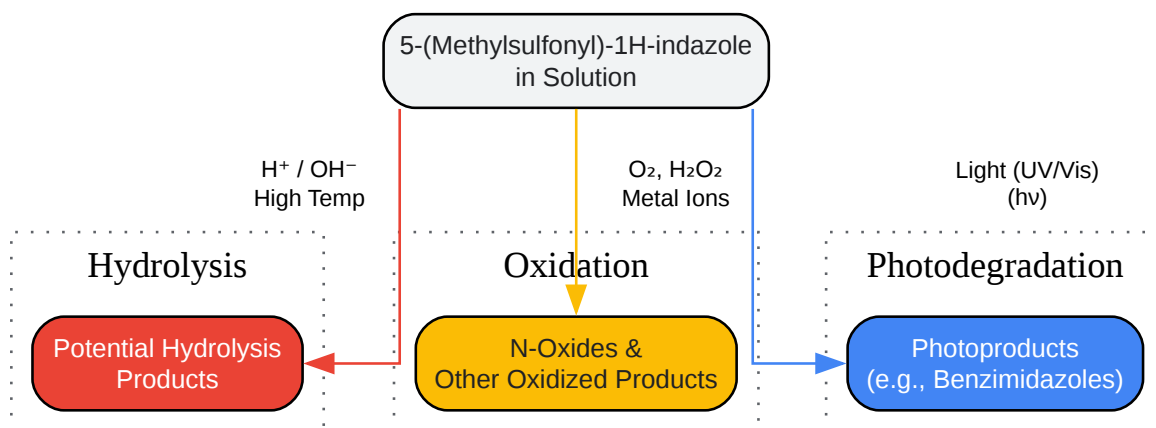 5-(Methylsulfonyl)-1H-indazole
in Solution
H⁺ / OH⁻
High Temp
O₂, H₂O₂
Metal Ions
Light (UV/Vis)
(hν)
Hydrolysis
Oxidation
Photodegradation
Potential Hydrolysis
Products
N-Oxides &
Other Oxidized Products
Photoproducts
(e.g., Benzimidazoles)